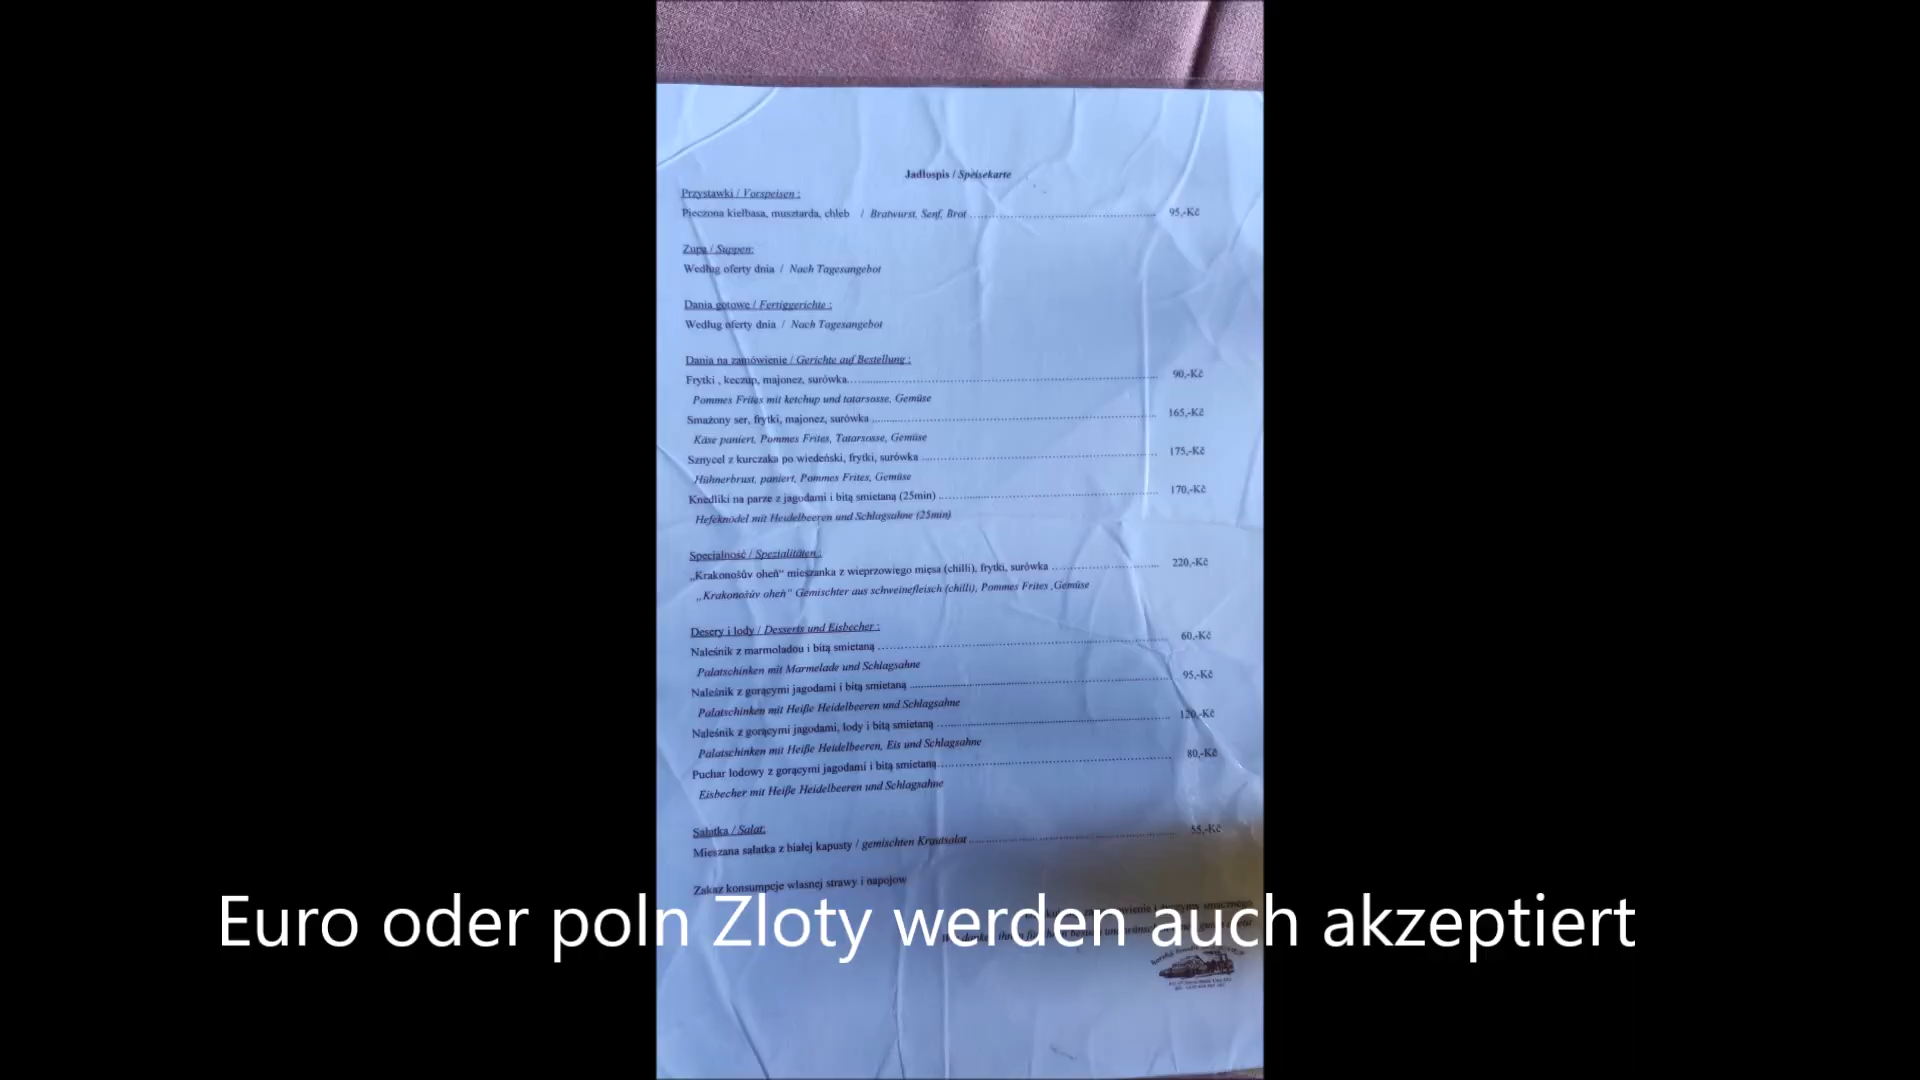 Jadłospis / Speisekarte
Przystawki / Vorspeisen :
Pieczona kiełbasa, musztarda, chleb / Bratwurst, Senf, Brot ........ 95,-Kč
Zupa / Suppen:
Według oferty dnia / Nach Tagesangebot
Dania gotowe / Fertiggerichte :
Według oferty dnia / Nach Tagesangebot
Dania na zamówienie / Gerichte auf Bestellung :
Frytki , keczup, majonez, surówka ........ 90,-Kč
Pommes Frites mit ketchup und tatarsosse, Gemüse
Smażony ser, frytki, majonez, surówka ........ 165,-Kč
Käse paniert, Pommes Frites, Tatarsosse, Gemüse
Sznycel z kurczaka po wiedeński, frytki, surówka ........ 175,-Kč
Hühnerbrust, paniert, Pommes Frites, Gemüse
Knedliki na parze z jagodami i bitą smietaną (25min) ........ 170,-Kč
Hefeknödel mit Heidelbeeren und Schlagsahne (25min)
Specialność / Spezialitäten :
„Krakonošův oheň“ mieszanka z wieprzowięgo mięsa (chilli), frytki, surówka ........ 220,-Kč
„Krakonošův oheň“ Gemischter aus schweinefleisch (chilli), Pommes Frites ,Gemüse
Desery i lody / Desserts und Eisbecher :
Naleśnik z marmoladou i bitą smietaną ........ 60,-Kč
Palatschinken mit Marmelade und Schlagsahne
Naleśnik z gorącymi jagodami i bitą smietaną ........ 95,-Kč
Palatschinken mit Heiße Heidelbeeren und Schlagsahne
Naleśnik z gorącymi jagodami, lody i bitą smietaną ........ 120,-Kč
Palatschinken mit Heiße Heidelbeeren, Eis und Schlagsahne
Puchar lodowy z gorącymi jagodami i bitą smietaną ........ 80,-Kč
Eisbecher mit Heiße Heidelbeeren und Schlagsahne
Sałatka / Salat:
Mieszana sałatka z białej kapusty / gemischten Krautsalat ........ 55,-Kč
Zakaz konsumpcje własnej strawy i napojow
Euro oder poln Zloty werden auch akzeptiert